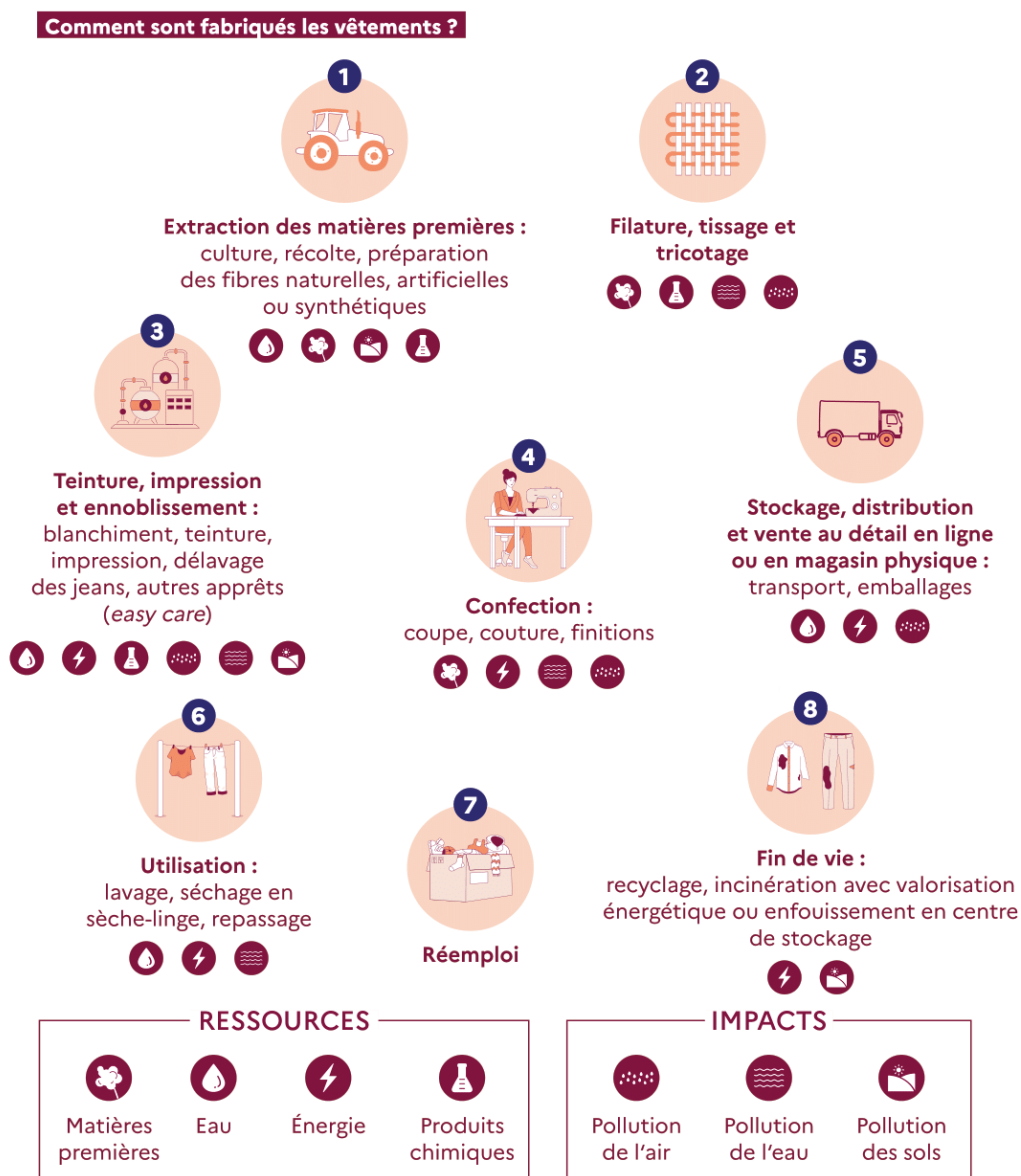 Comment sont fabriqués les vêtements ?
1
Extraction des matières premières :
culture, récolte, préparation
des fibres naturelles, artificielles
ou synthétiques
2
Filature, tissage et
tricotage
3
Teinture, impression
et ennoblissement :
blanchiment, teinture,
impression, délavage
des jeans, autres apprêts
(easy care)
4
Confection :
coupe, couture, finitions
5
Stockage, distribution
et vente au détail en ligne
ou en magasin physique :
transport, emballages
6
Utilisation :
lavage, séchage en
sèche-linge, repassage
7
Réemploi
8
Fin de vie :
recyclage, incinération avec valorisation
énergétique ou enfouissement en centre
de stockage
RESSOURCES
Matières
premières
Eau
Énergie
Produits
chimiques
IMPACTS
Pollution
de l’air
Pollution
de l’eau
Pollution
des sols